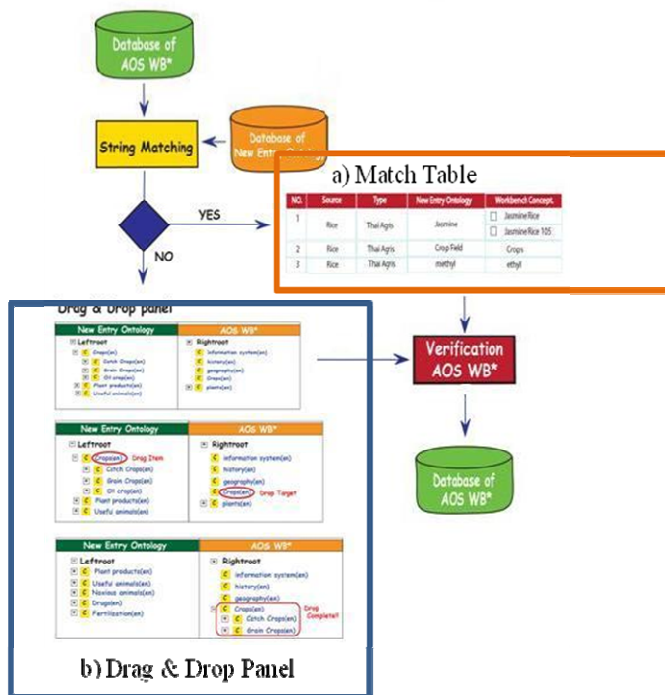 Database of
AOS WB*
String Matching
Database of
New Entry Ontology
YES
NO
a) Match Table
NO. Source Type New Entry Ontology Workbench Concept.
1 Rice Thai Agris Jasmine Jasmine Rice
Jasmine Rice 105
2 Rice Thai Agris Crop Field Crops
3 Rice Thai Agris methyl ethyl
Verification
AOS WB*
Database of
AOS WB*
Drag & Drop panel
New Entry Ontology AOS WB*
Leftroot Rightroot
C Crops(en) C information system(en)
C Catch Crops(en) C history(en)
C Grain Crops(en) C geography(en)
C Oil crop(en) C Crops(en)
C Plant products(en) C plants(en)
C Useful animals(en)
New Entry Ontology AOS WB*
Leftroot Rightroot
C Crops(en) Drag Item C information system(en)
C Catch Crops(en) C history(en)
C Grain Crops(en) C geography(en)
C Oil crop(en) C Crops(en) Drop Target
C Plant products(en) C plants(en)
C Useful animals(en)
New Entry Ontology AOS WB*
Leftroot Rightroot
C Plant products(en) C information system(en)
C Useful animals(en) C history(en)
C Noxious animals(en) C geography(en)
C Drugs(en) C Crops(en) Drag
C Fertilization(en) C Catch Crops(en) Complete!!
C Grain Crops(en)
b) Drag & Drop Panel